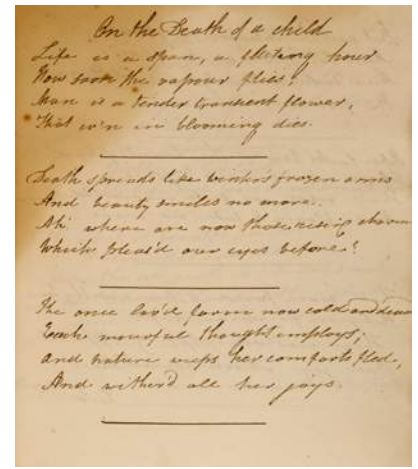 On the Death of a child
Life is a span, a fleeting hour
How soon the vapour flies!
Man is a tender transient flower,
That e'en in blooming dies.
Death spreads like winter's frozen arms
And beauty smiles no more.
Ah! where are now those rising charms
Which pleas'd our eyes before?
The once lov'd form now cold and dead
Each mournful thought employs;
And nature weeps her comforts fled,
And wither'd all her joys.